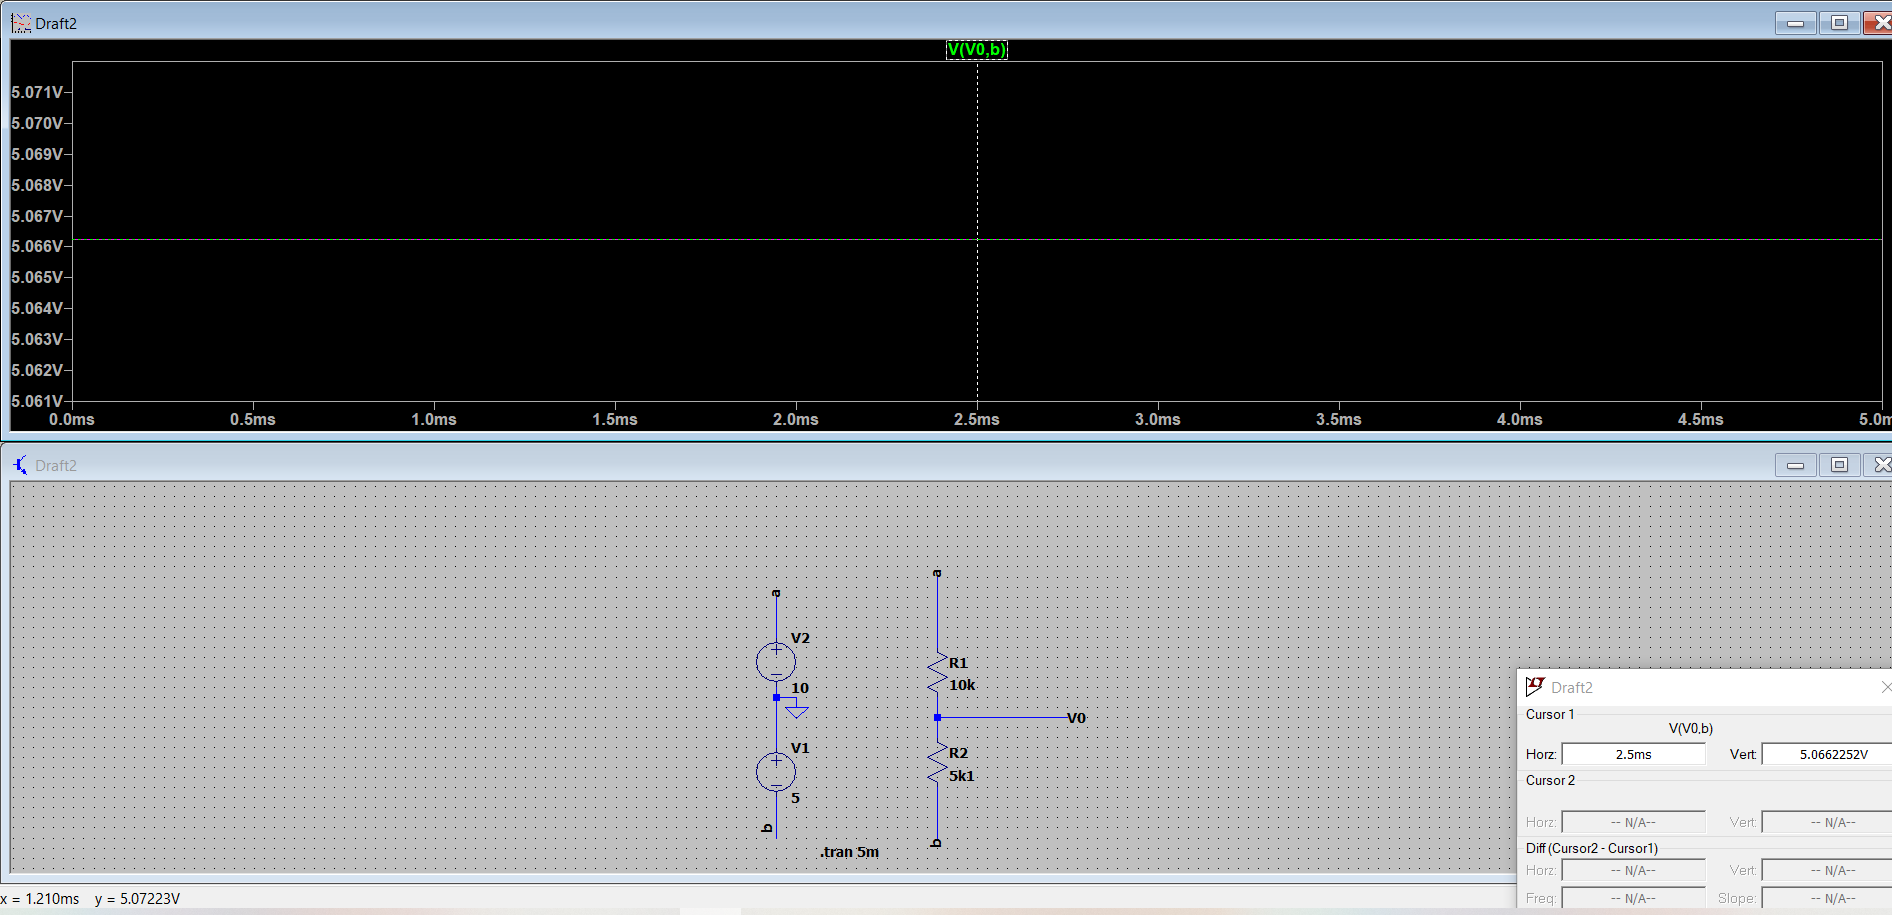 Draft2
V(V0,b)
5.071V
5.070V
5.069V
5.068V
5.067V
5.066V
5.065V
5.064V
5.063V
5.062V
5.061V
0.0ms 0.5ms 1.0ms 1.5ms 2.0ms 2.5ms 3.0ms 3.5ms 4.0ms 4.5ms 5.0m
Draft2
a
a
V2
10
R1
10k
V0
V1
5
R2
5k1
b
b
.tran 5m
Draft2
Cursor 1
V(V0,b)
Horz: 2.5ms Vert: 5.0662252V
Cursor 2
Horz: -- N/A-- Vert: -- N/A--
Diff (Cursor2 - Cursor1)
Horz: -- N/A-- Vert: -- N/A--
Freq: -- N/A-- Slope: -- N/A--
x = 1.210ms y = 5.07223V